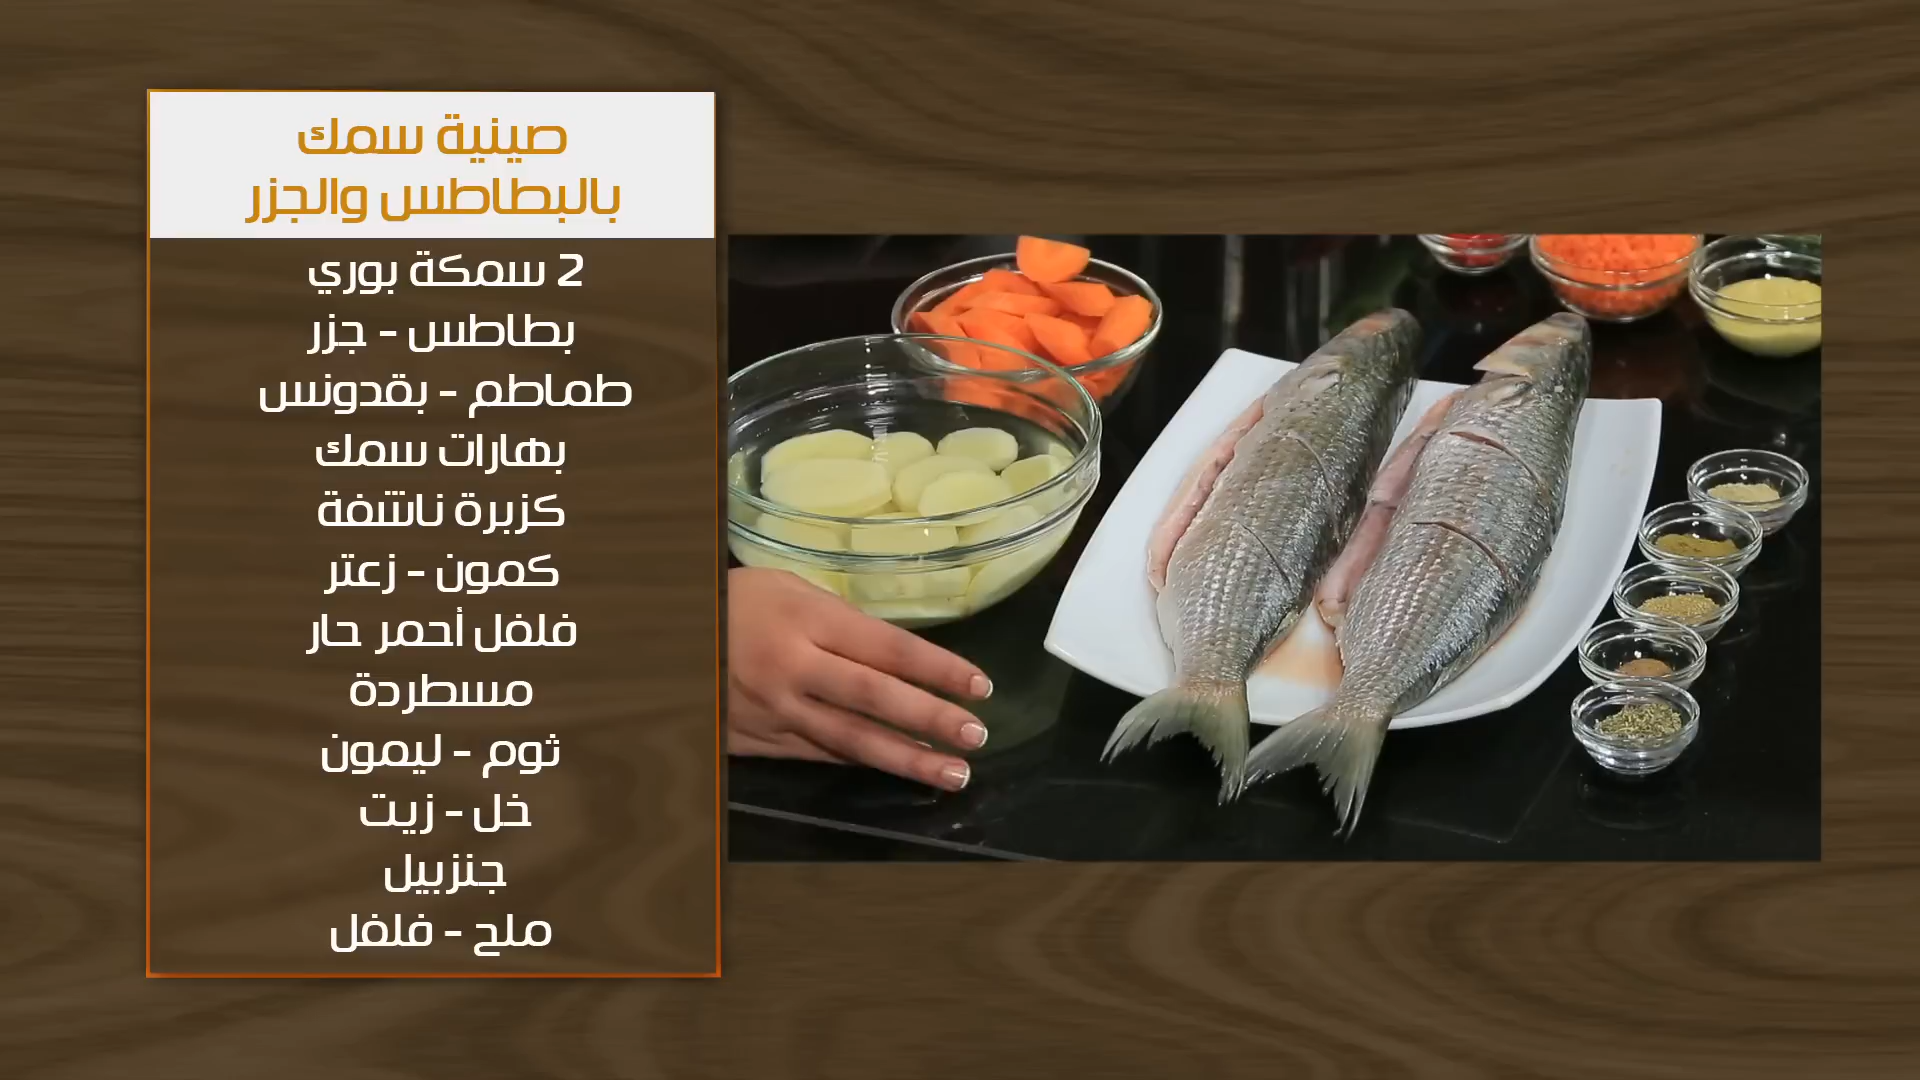 صينية سمك
بالبطاطس والجزر
2 سمكة بوري
بطاطس - جزر
طماطم - بقدونس
بهارات سمك
كزبرة ناشفة
كمون - زعتر
فلفل أحمر حار
مسطردة
ثوم - ليمون
خل - زيت
جنزبيل
ملح - فلفل